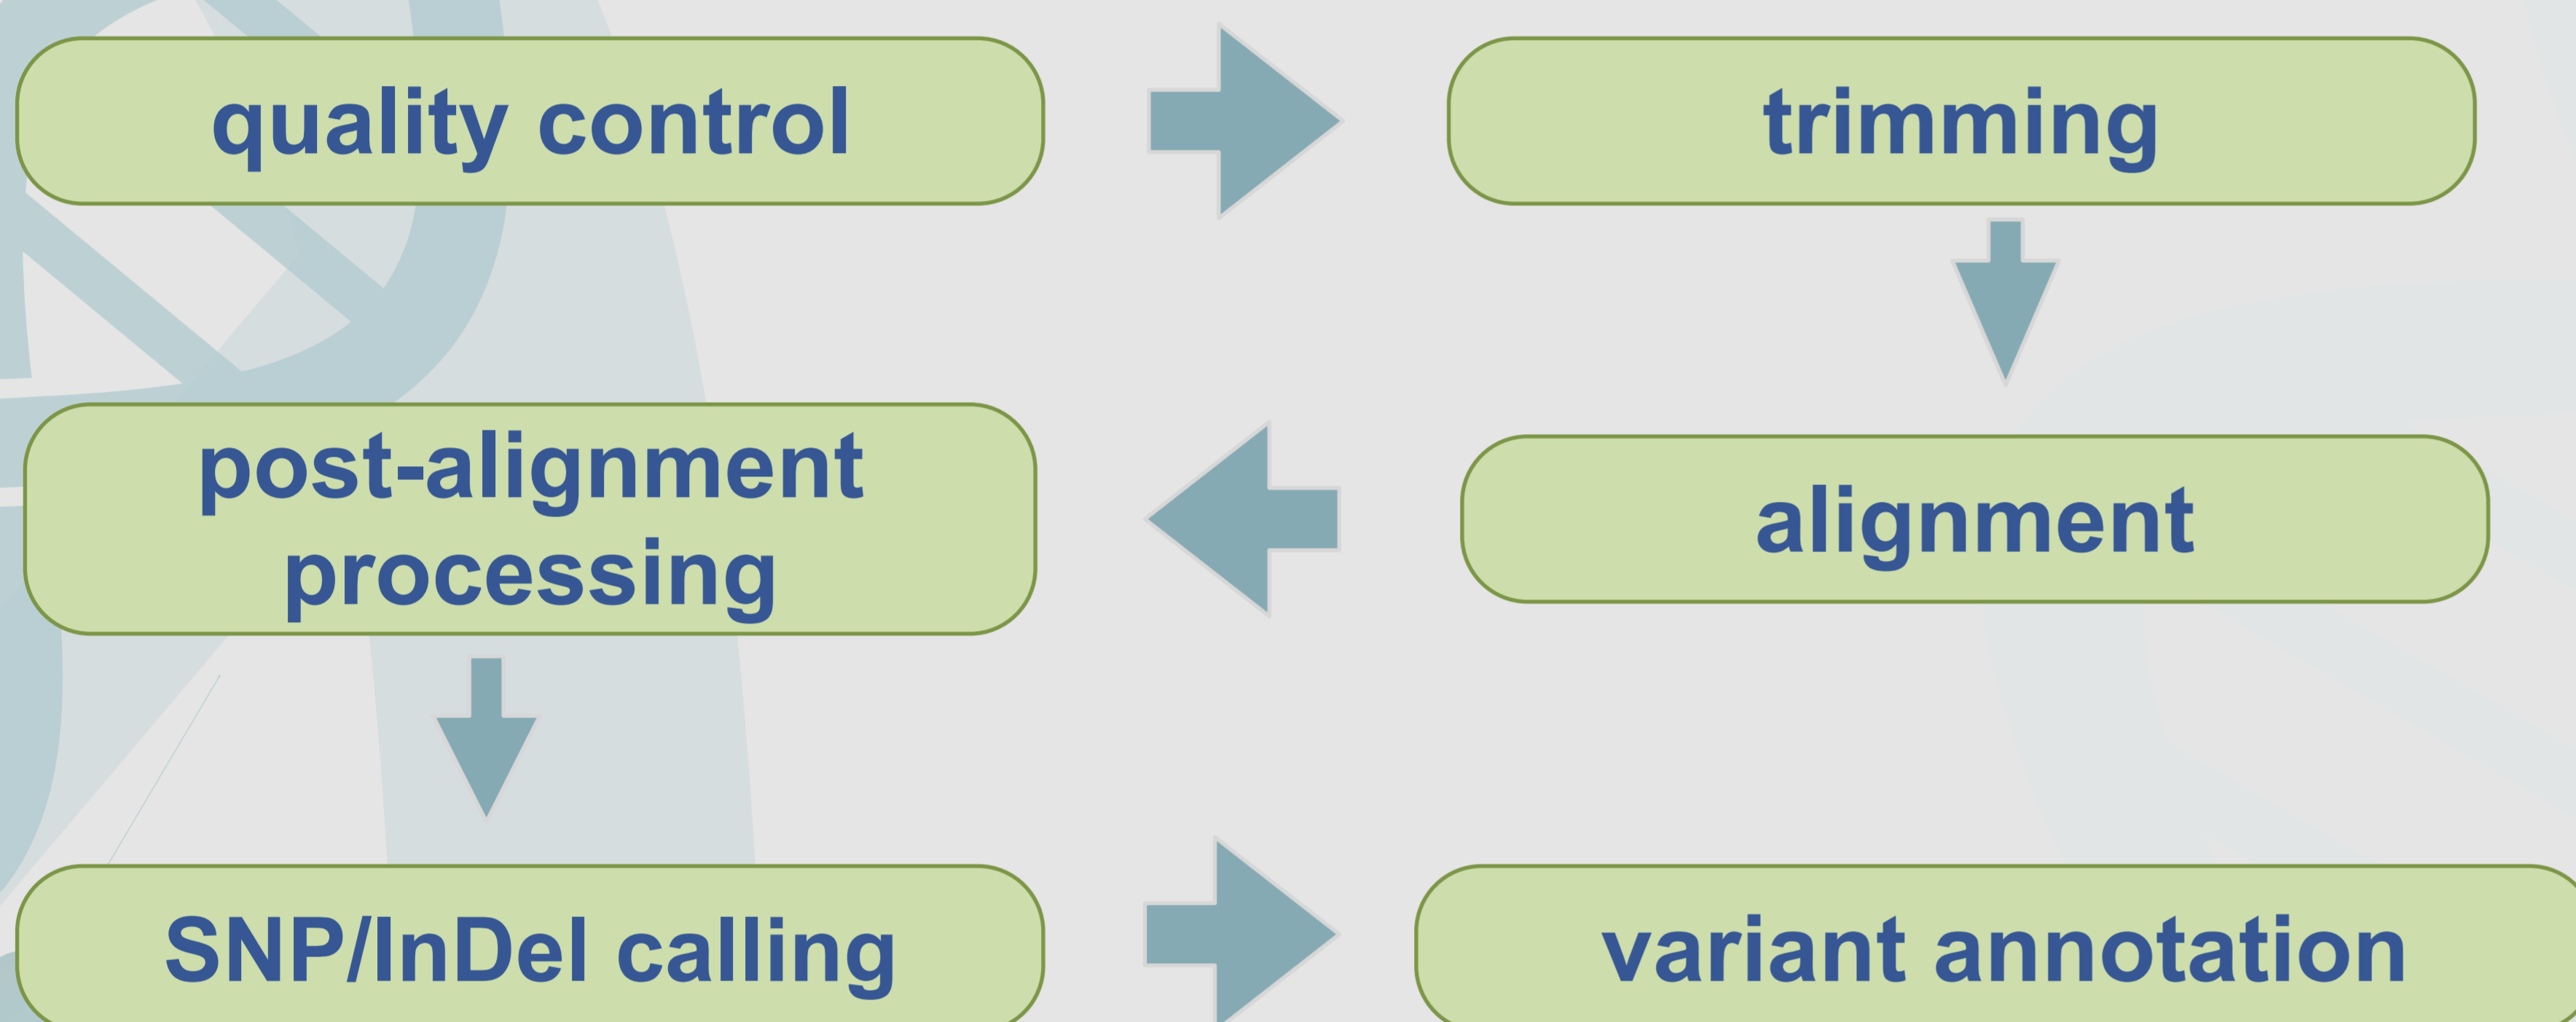 quality control
trimming
alignment
post-alignment
processing
SNP/InDel calling
variant annotation